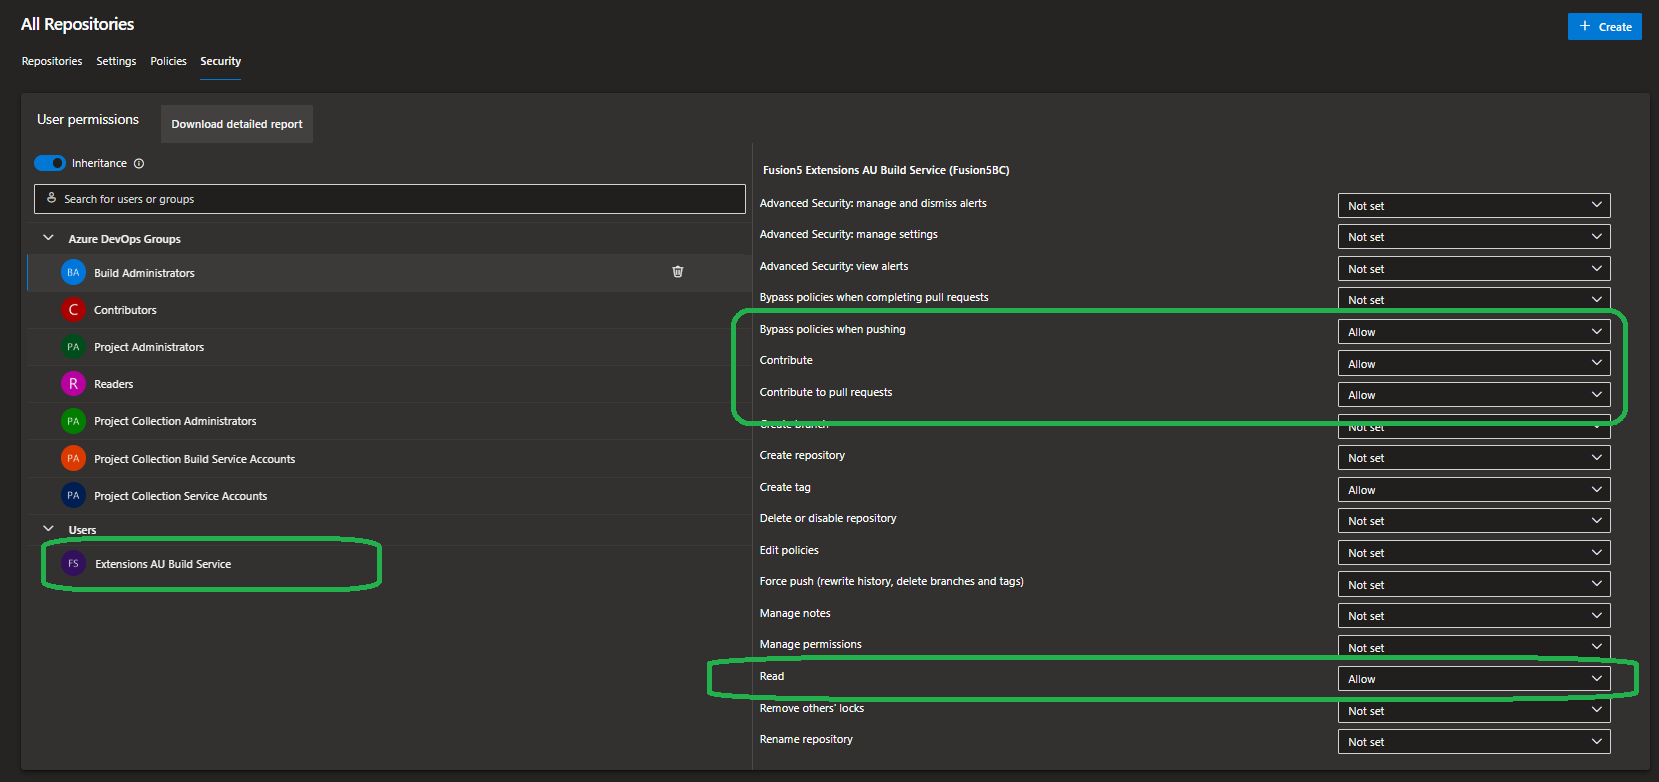 All Repositories
+ Create
Repositories Settings Policies Security
User permissions
Download detailed report
Inheritance
Search for users or groups
Azure DevOps Groups
BA Build Administrators
C Contributors
PA Project Administrators
R Readers
PA Project Collection Administrators
PA Project Collection Build Service Accounts
PA Project Collection Service Accounts
Users
FS Extensions AU Build Service
Fusion5 Extensions AU Build Service (Fusion5BC)
Advanced Security: manage and dismiss alerts Not set
Advanced Security: manage settings Not set
Advanced Security: view alerts Not set
Bypass policies when completing pull requests Not set
Bypass policies when pushing Allow
Contribute Allow
Contribute to pull requests Allow
Create branch Not set
Create repository Not set
Create tag Allow
Delete or disable repository Not set
Edit policies Not set
Force push (rewrite history, delete branches and tags) Not set
Manage notes Not set
Manage permissions Not set
Read Allow
Remove others' locks Not set
Rename repository Not set